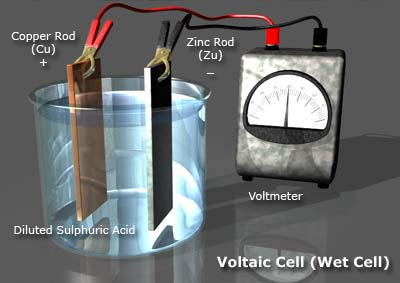 Copper Rod
(Cu)
+
Zinc Rod
(Zu)
–
Voltmeter
Diluted Sulphuric Acid
Voltaic Cell (Wet Cell)